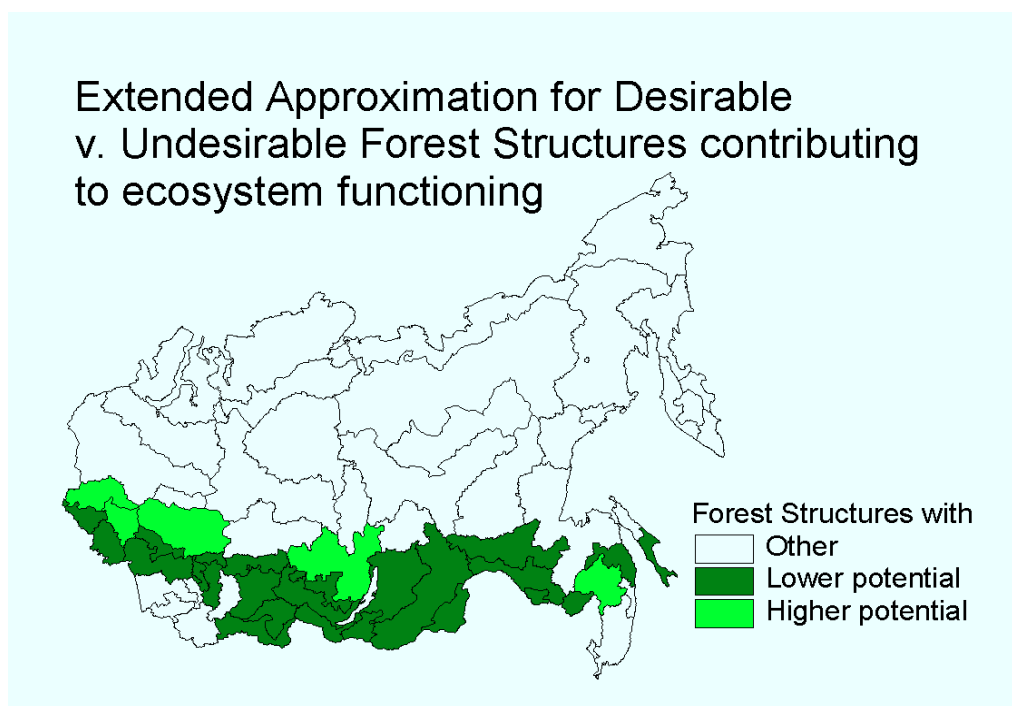 Extended Approximation for Desirable
v. Undesirable Forest Structures contributing
to ecosystem functioning
Forest Structures with
Other
Lower potential
Higher potential